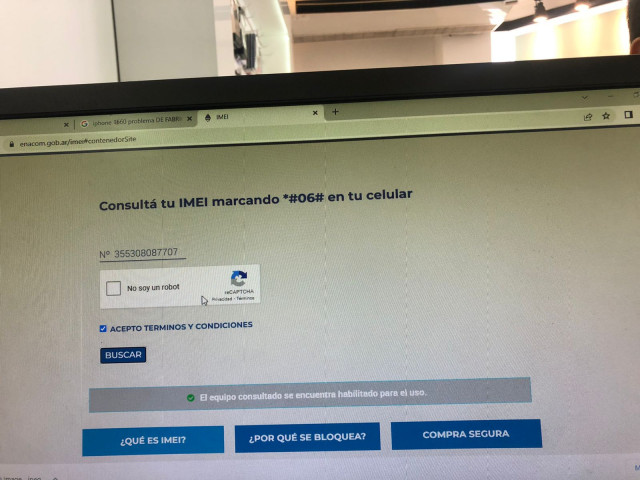 iphone IMEI problema DE FABRI
IMEI
enacom.gob.ar/imei#contenedorSite
Consultá tu IMEI marcando *#06# en tu celular
Nº 355308087707
No soy un robot
reCAPTCHA
Privacidad - Términos
ACEPTO TERMINOS Y CONDICIONES
BUSCAR
El equipo consultado se encuentra habilitado para el uso.
¿QUÉ ES IMEI?
¿POR QUÉ SE BLOQUEA?
COMPRA SEGURA